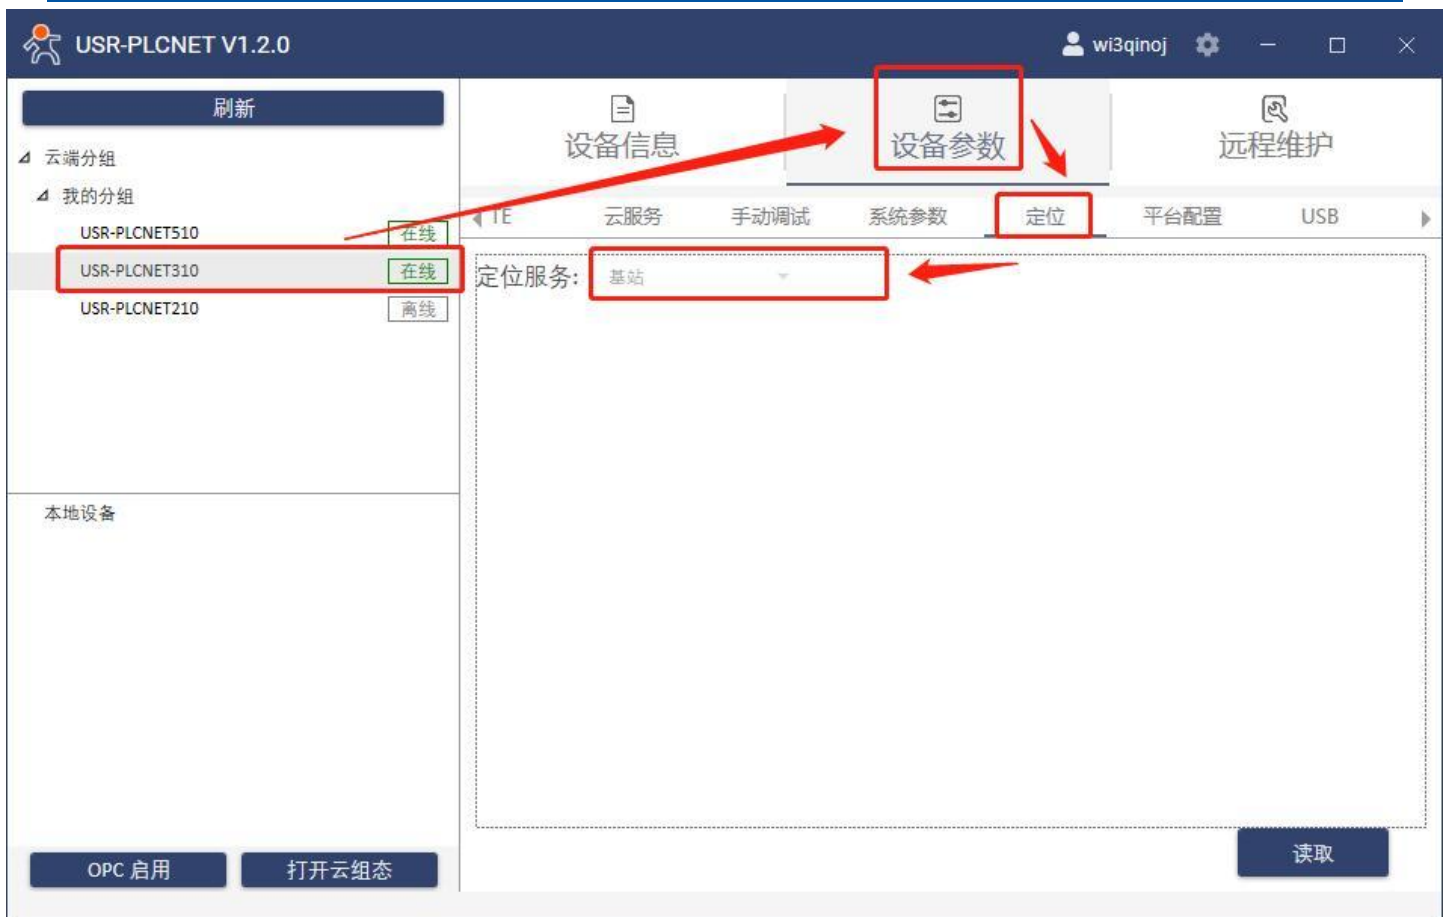 USR-PLCNET V1.2.0
wi3qinoj
刷新
云端分组
我的分组
USR-PLCNET510 在线
USR-PLCNET310 在线
USR-PLCNET210 离线
本地设备
OPC 启用 打开云组态
设备信息 设备参数 远程维护
TE 云服务 手动调试 系统参数 定位 平台配置 USB
定位服务: 基站
读取